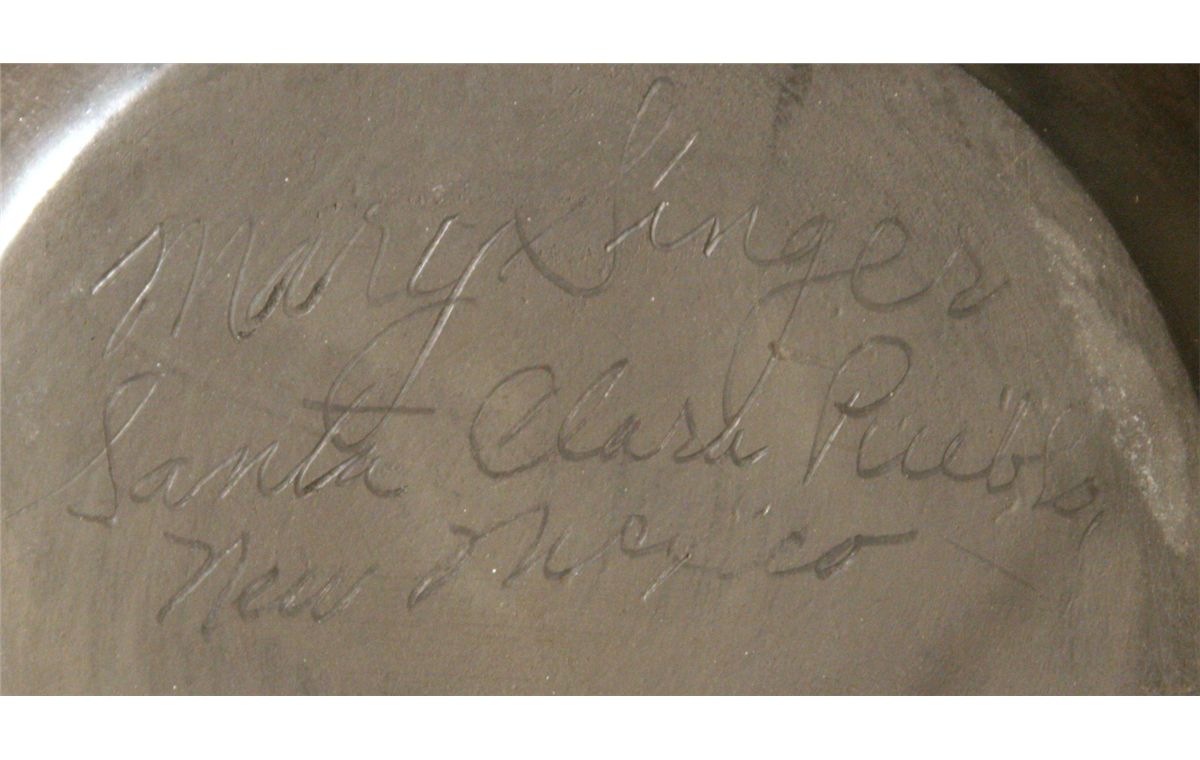 Mary Singer
Santa Clara Pueblo,
New Mexico